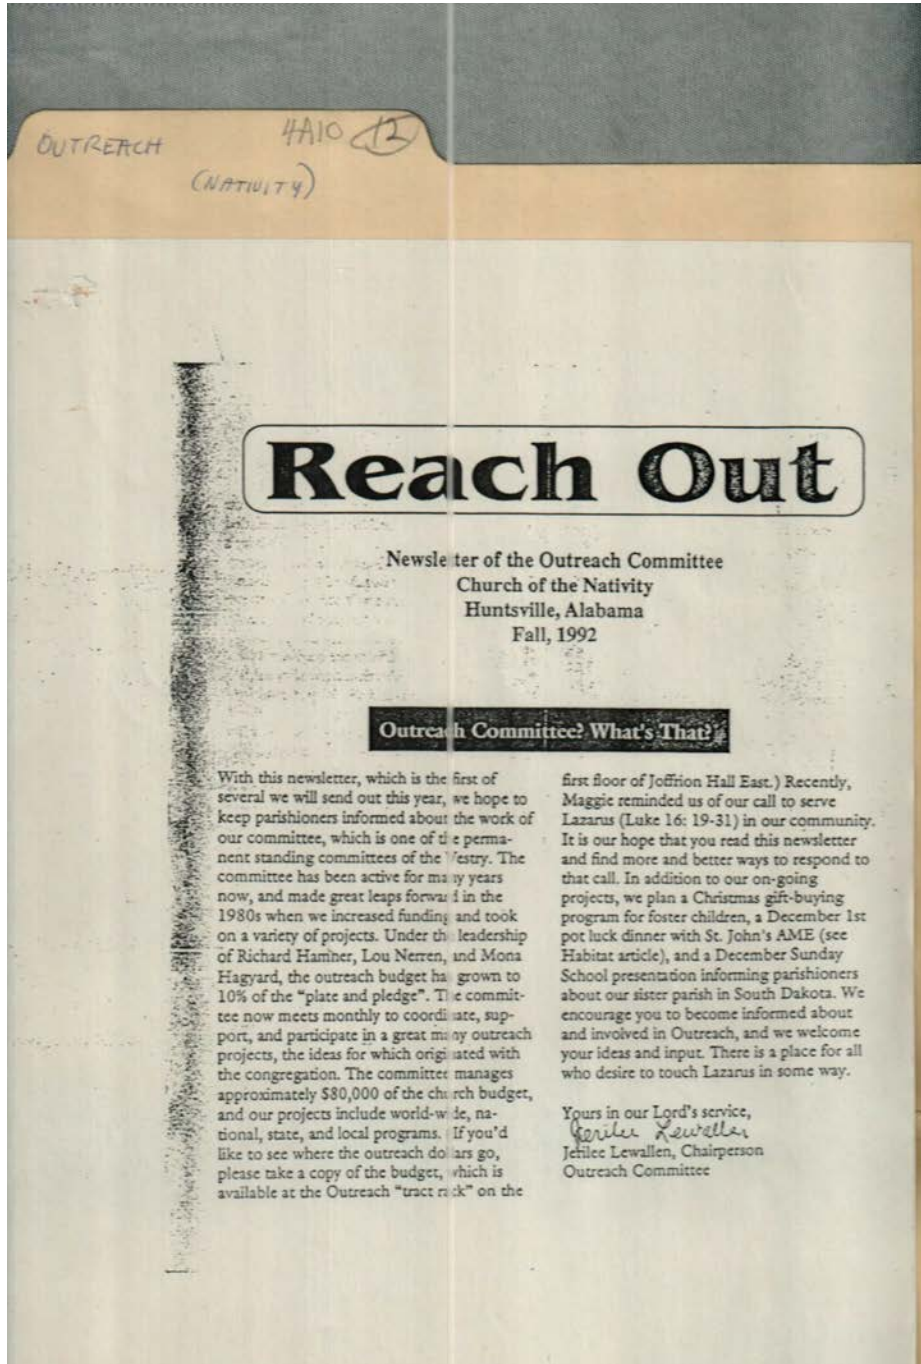 OUTREACH 4A10 12
(NATIVITY)
Reach Out
Newsletter of the Outreach Committee
Church of the Nativity
Huntsville, Alabama
Fall, 1992
Outreach Committee? What's That?
With this newsletter, which is the first of
several we will send out this year, we hope to
keep parishioners informed about the work of
our committee, which is one of the perma-
nent standing committees of the Vestry. The
committee has been active for many years
now, and made great leaps forward in the
1980s when we increased funding and took
on a variety of projects. Under the leadership
of Richard Hamner, Lou Nerren, and Mona
Hagyard, the outreach budget has grown to
10% of the “plate and pledge”. The commit-
tee now meets monthly to coordinate, sup-
port, and participate in a great many outreach
projects, the ideas for which originated with
the congregation. The committee manages
approximately $80,000 of the church budget,
and our projects include world-wide, na-
tional, state, and local programs. (If you'd
like to see where the outreach dollars go,
please take a copy of the budget, which is
available at the Outreach “tract rack” on the
first floor of Joffrion Hall East.) Recently,
Maggie reminded us of our call to serve
Lazarus (Luke 16: 19-31) in our community.
It is our hope that you read this newsletter
and find more and better ways to respond to
that call. In addition to our on-going
projects, we plan a Christmas gift-buying
program for foster children, a December 1st
pot luck dinner with St. John's AME (see
Habitat article), and a December Sunday
School presentation informing parishioners
about our sister parish in South Dakota. We
encourage you to become informed about
and involved in Outreach, and we welcome
your ideas and input. There is a place for all
who desire to touch Lazarus in some way.
Yours in our Lord's service,
Jerilee Lewallen
Jerilee Lewallen, Chairperson
Outreach Committee